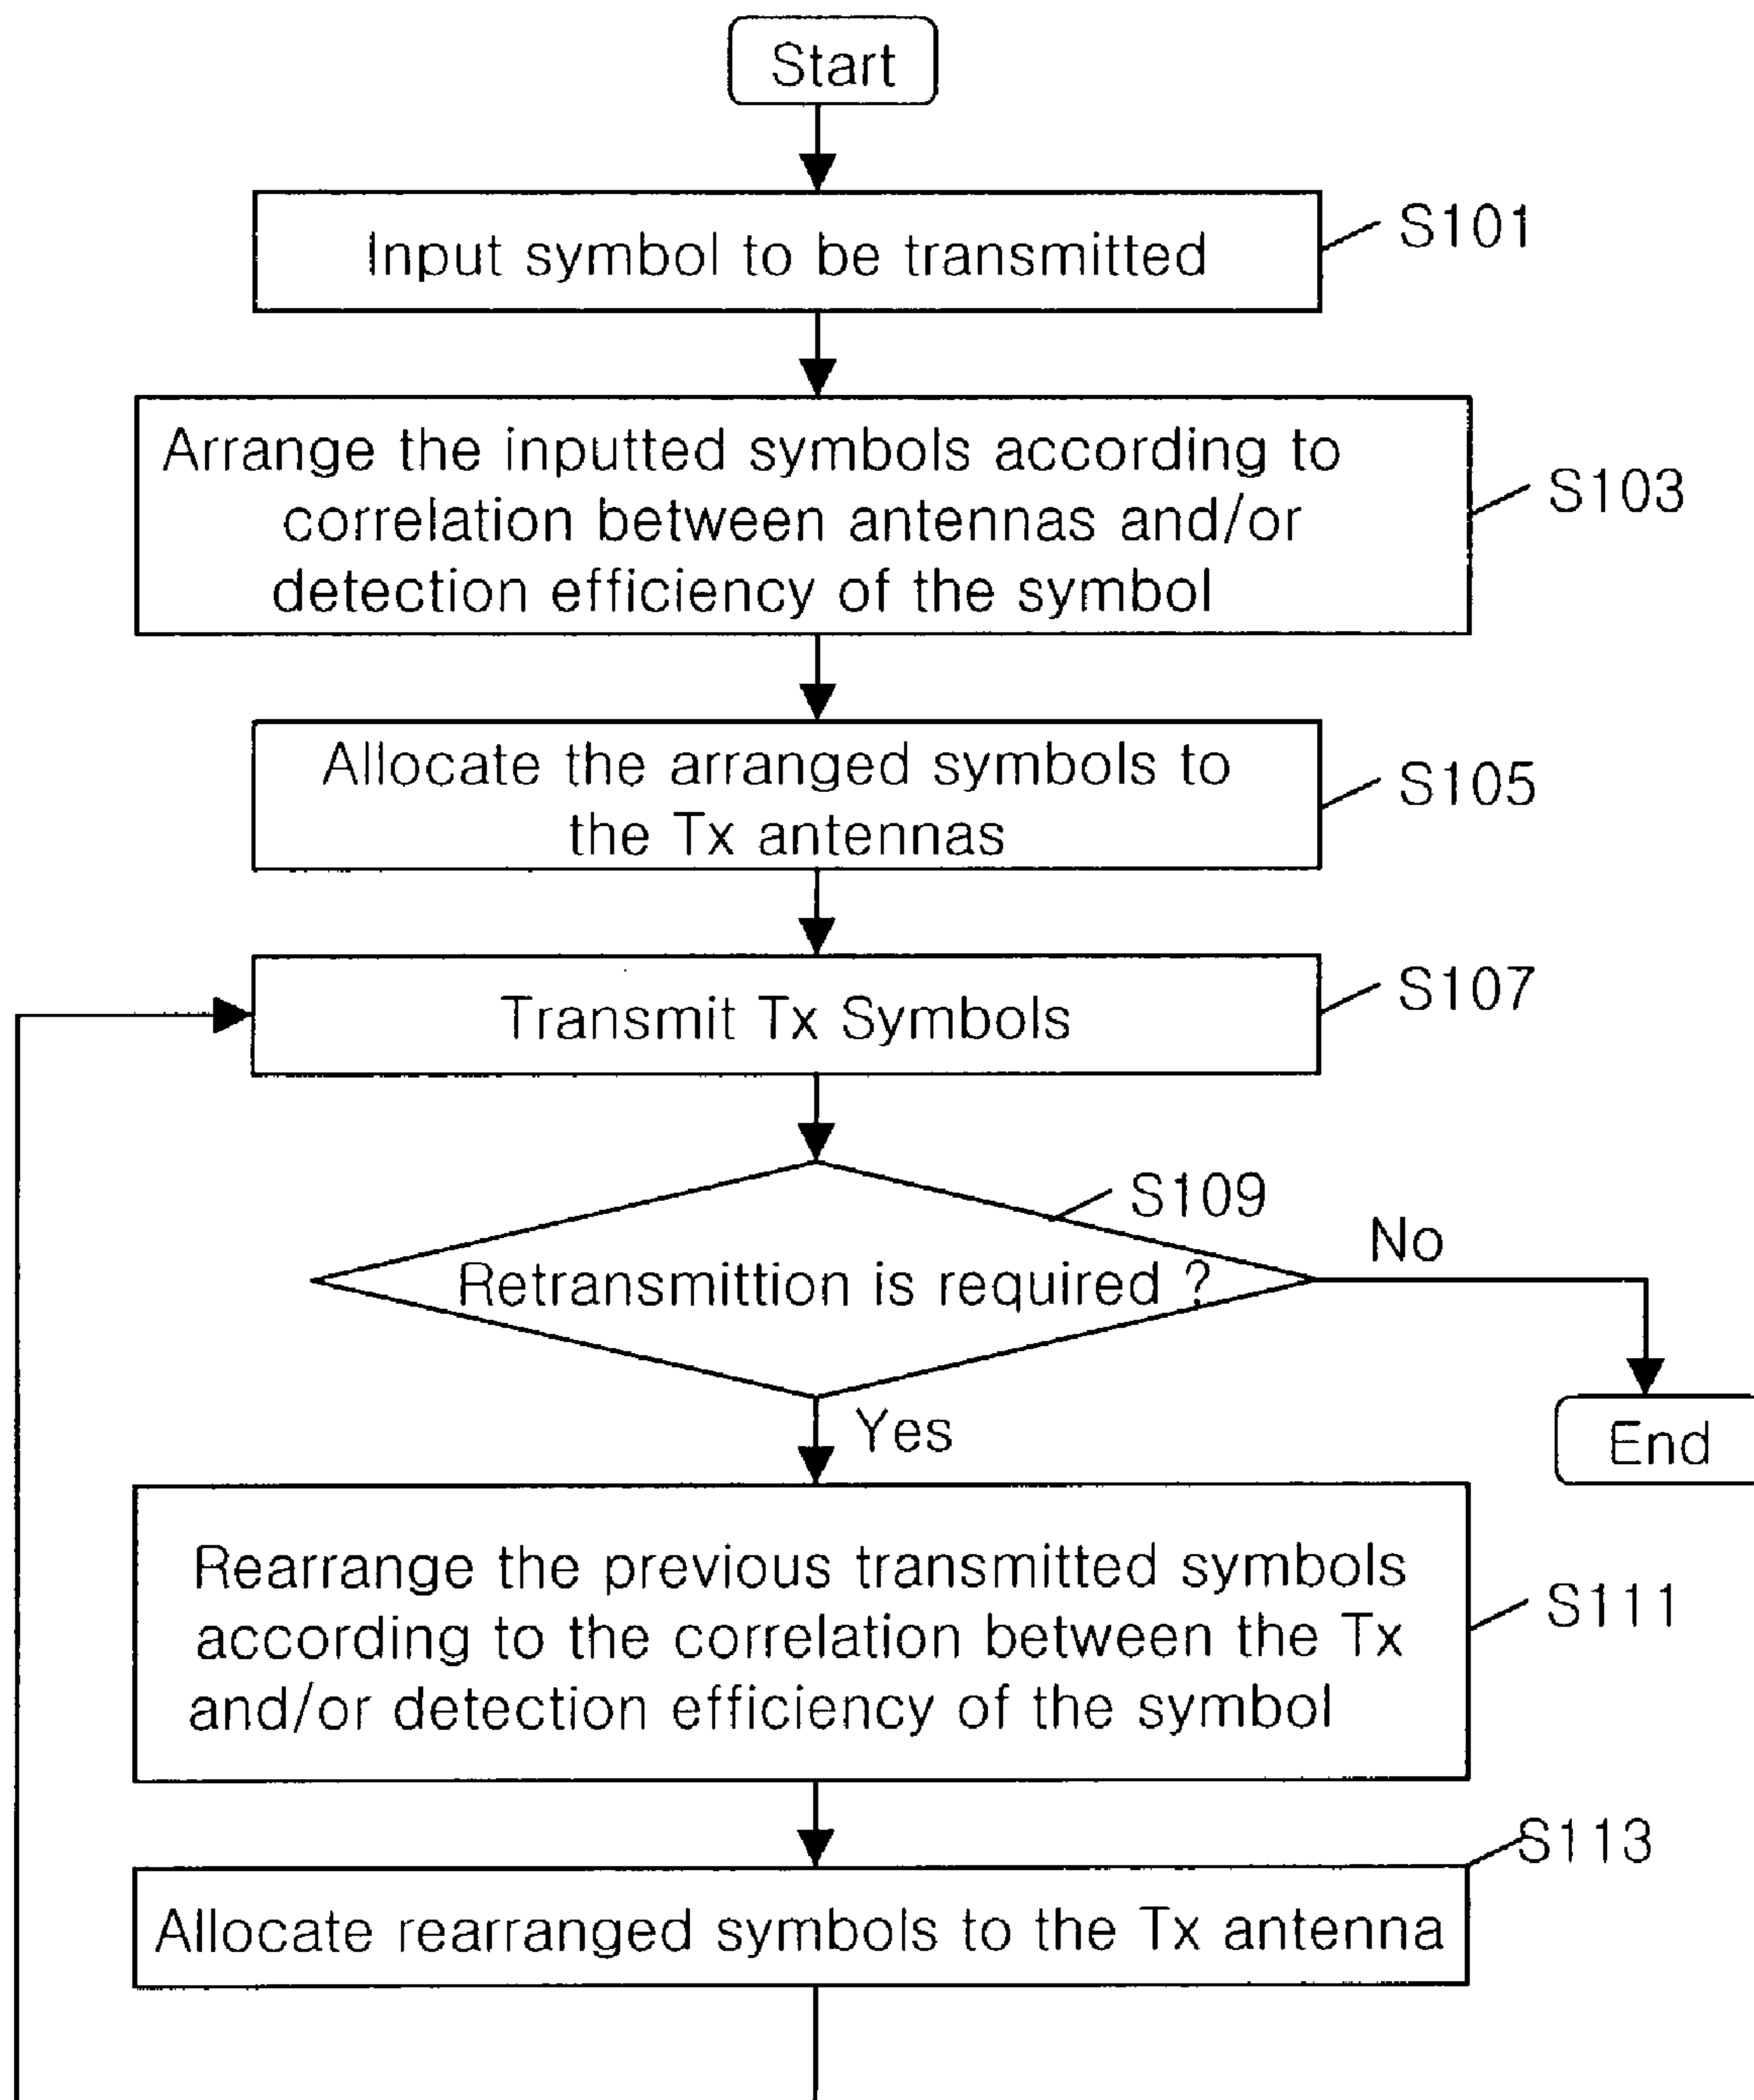 Start
Input symbol to be transmitted
S101
Arrange the inputted symbols according to
correlation between antennas and/or
detection efficiency of the symbol
S103
Allocate the arranged symbols to
the Tx antennas
S105
Transmit Tx Symbols
S107
S109
Retransmittion is required ?
No
Yes
End
Rearrange the previous transmitted symbols
according to the correlation between the Tx
and/or detection efficiency of the symbol
S111
S113
Allocate rearranged symbols to the Tx antenna